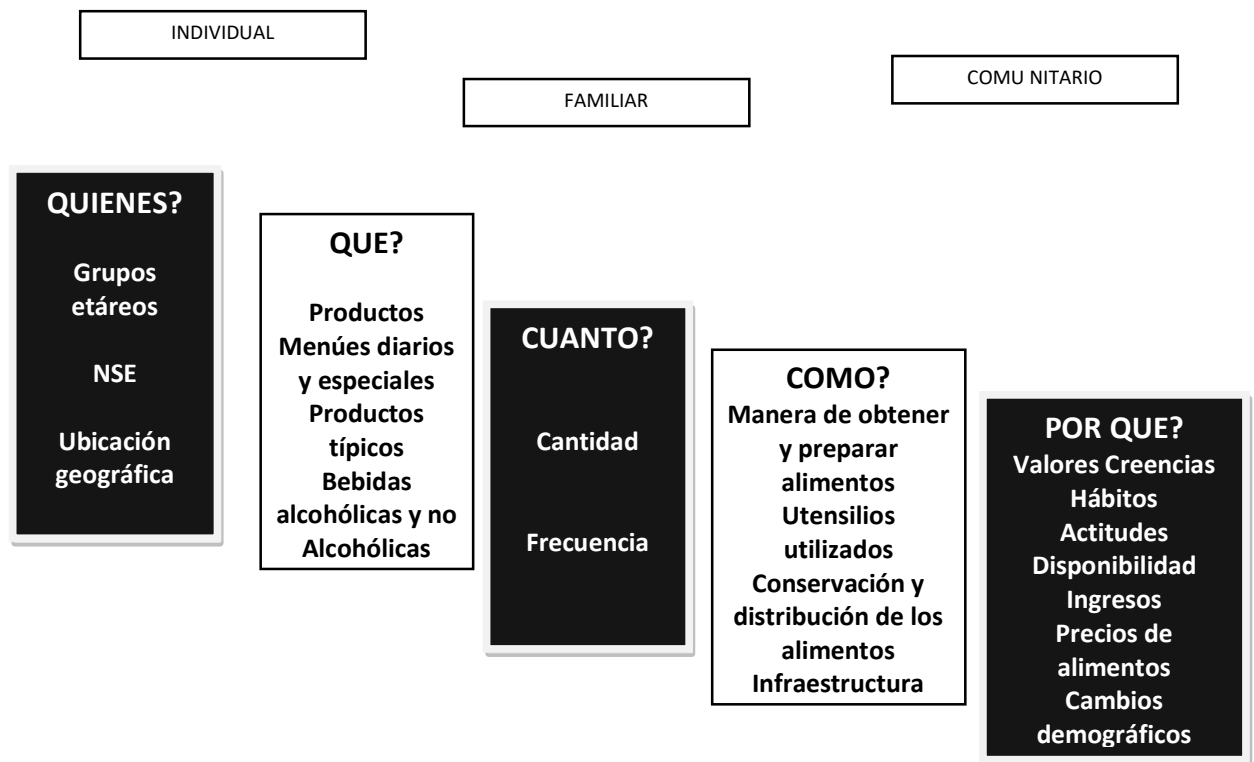 INDIVIDUAL
FAMILIAR
COMU NITARIO
QUIENES?
Grupos
etáreos
NSE
Ubicación
geográfica
QUE?
Productos
Menúes diarios
y especiales
Productos
típicos
Bebidas
alcohólicas y no
Alcohólicas
CUANTO?
Cantidad
Frecuencia
COMO?
Manera de obtener
y preparar
alimentos
Utensilios
utilizados
Conservación y
distribución de los
alimentos
Infraestructura
POR QUE?
Valores Creencias
Hábitos
Actitudes
Disponibilidad
Ingresos
Precios de
alimentos
Cambios
demográficos